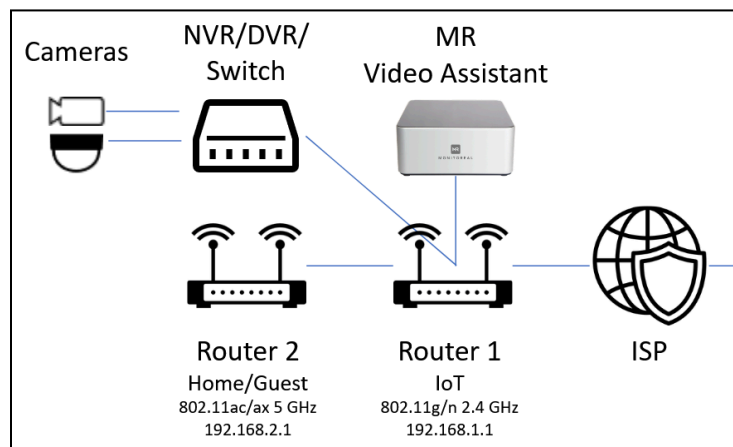 Cameras
NVR/DVR/
Switch
MR
Video Assistant
MONITORREAL
Router 2
Home/Guest
802.11ac/ax 5 GHz
192.168.2.1
Router 1
IoT
802.11g/n 2.4 GHz
192.168.1.1
ISP